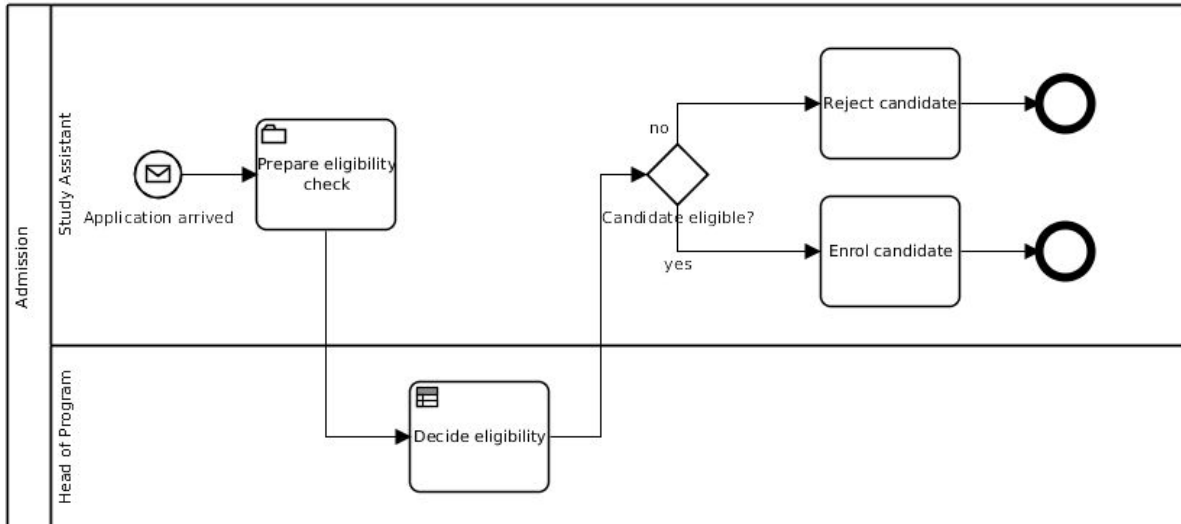 Admission
Study Assistant
Application arrived
Prepare eligibility
check
no
Candidate eligible?
yes
Reject candidate
Enrol candidate
Head of Program
Decide eligibility